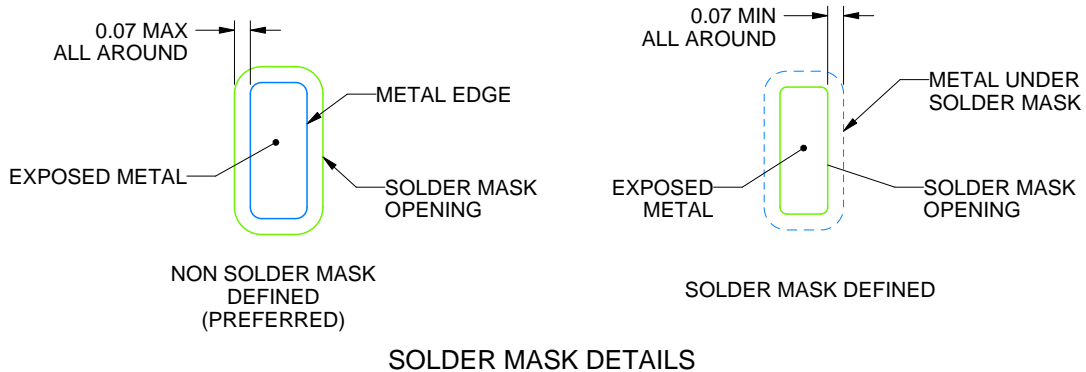 0.07 MAX
ALL AROUND
METAL EDGE
EXPOSED METAL
SOLDER MASK
OPENING
NON SOLDER MASK
DEFINED
(PREFERRED)
0.07 MIN
ALL AROUND
METAL UNDER
SOLDER MASK
EXPOSED
METAL
SOLDER MASK
OPENING
SOLDER MASK DEFINED
SOLDER MASK DETAILS